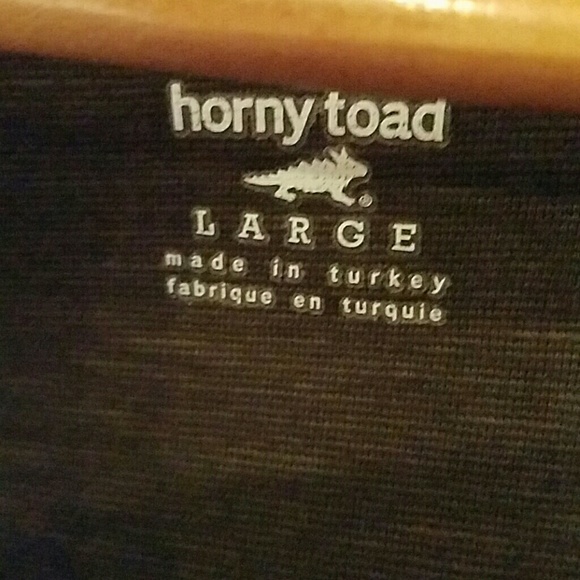 horny toad
®
LARGE
made in turkey
fabrique en turquie